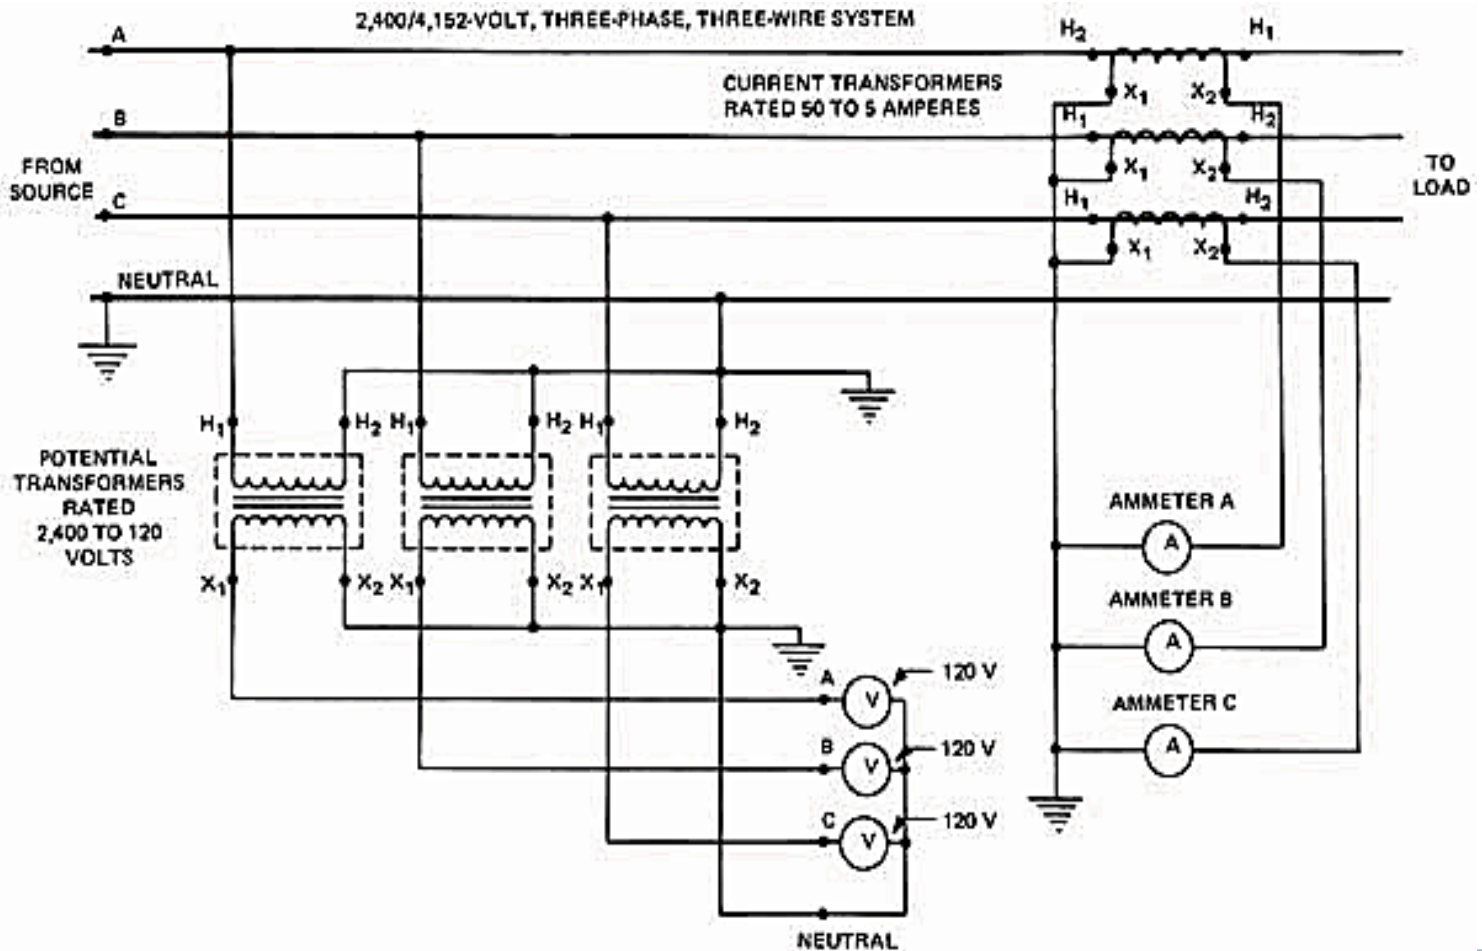 2,400/4,152-VOLT, THREE-PHASE, THREE-WIRE SYSTEM
A
H2
H1
CURRENT TRANSFORMERS
RATED 50 TO 5 AMPERES
X1
X2
B
H1
H2
FROM
SOURCE
X1
X2
TO
LOAD
C
H1
H2
X1
X2
NEUTRAL
H1
H2
H1
H2
H1
H2
POTENTIAL
TRANSFORMERS
RATED
2,400 TO 120
VOLTS
X1
X2
X1
X2
X1
X2
AMMETER A
A
AMMETER B
A
AMMETER C
A
A
V
120 V
B
V
120 V
C
V
120 V
NEUTRAL